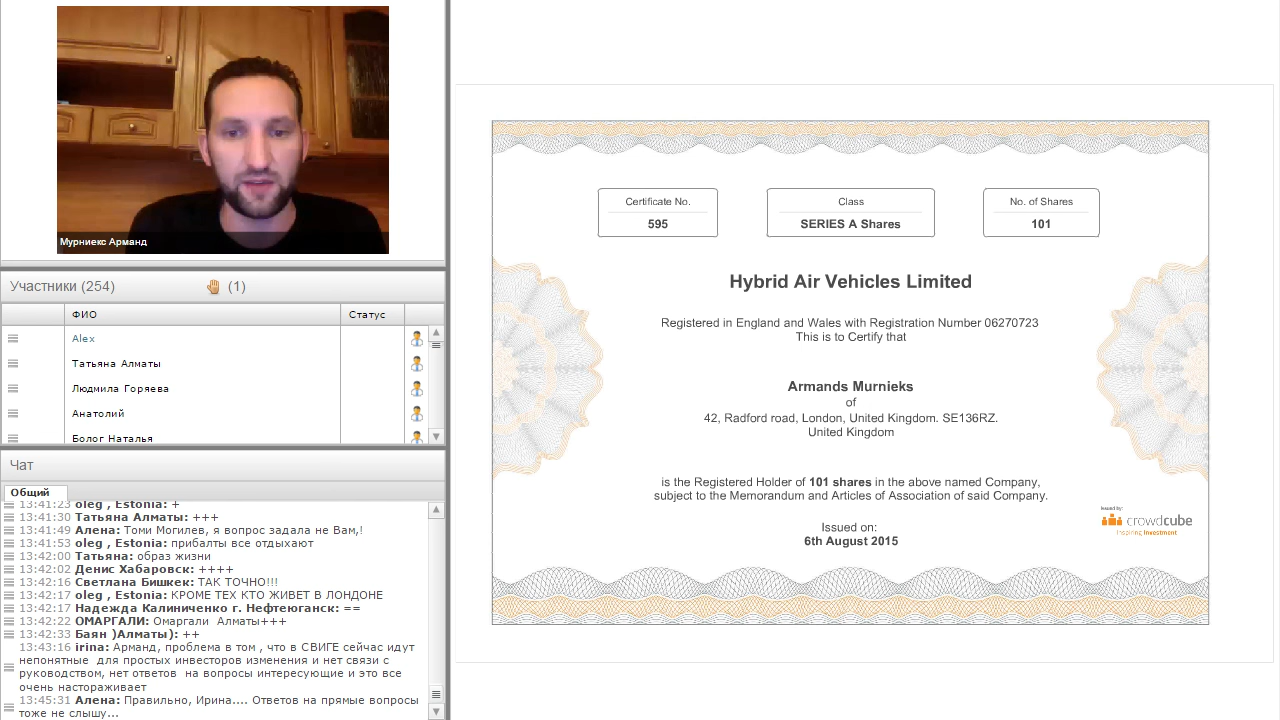 Мурниекс Арманд
Участники (254)
(1)
ФИО
Статус
Alex
Татьяна Алматы
Людмила Горяева
Анатолий
Болог Наталья
Чат
Общий
13:41:23 oleg , Estonia: +
13:41:30 Татьяна Алматы: +++
13:41:49 Алена: Томи Могилев, я вопрос задала не Вам,!
13:41:53 oleg , Estonia: прибалты все отдыхают
13:42:00 Татьяна: образ жизни
13:42:02 Денис Хабаровск: ++++
13:42:16 Светлана Бишкек: ТАК ТОЧНО!!!
13:42:17 oleg , Estonia: КРОМЕ ТЕХ КТО ЖИВЕТ В ЛОНДОНЕ
13:42:17 Надежда Калиниченко г. Нефтеюганск: ==
13:42:22 ОМАРГАЛИ: Омаргали Алматы+++
13:42:33 Баян )Алматы): ++
13:43:16 irina: Арманд, проблема в том , что в СВИГЕ сейчас идут
непонятные для простых инвесторов изменения и нет связи с
руководством, нет ответов на вопросы интересующие и это все
очень настораживает
13:45:31 Алена: Правильно, Ирина.... Ответов на прямые вопросы
тоже не слышу...
Certificate No.
595
Class
SERIES A Shares
No. of Shares
101
Hybrid Air Vehicles Limited
Registered in England and Wales with Registration Number 06270723
This is to Certify that
Armands Murnieks
of
42, Radford road, London, United Kingdom. SE136RZ.
United Kingdom
is the Registered Holder of 101 shares in the above named Company,
subject to the Memorandum and Articles of Association of said Company.
Issued on:
6th August 2015
Issued by:
crowdcube
Inspiring Investment